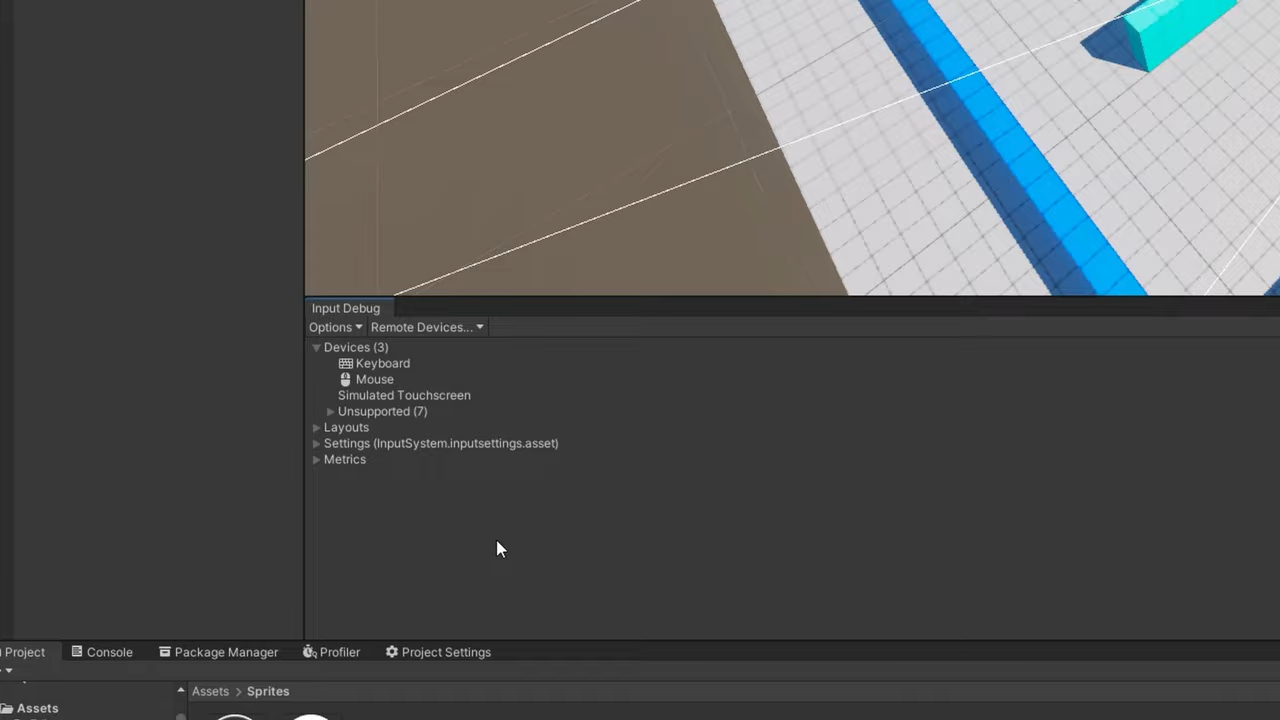 Input Debug
Options Remote Devices...
Devices (3)
Keyboard
Mouse
Simulated Touchscreen
Unsupported (7)
Layouts
Settings (InputSystem.inputsettings.asset)
Metrics
Project Console Package Manager Profiler Project Settings
Assets > Sprites
Assets